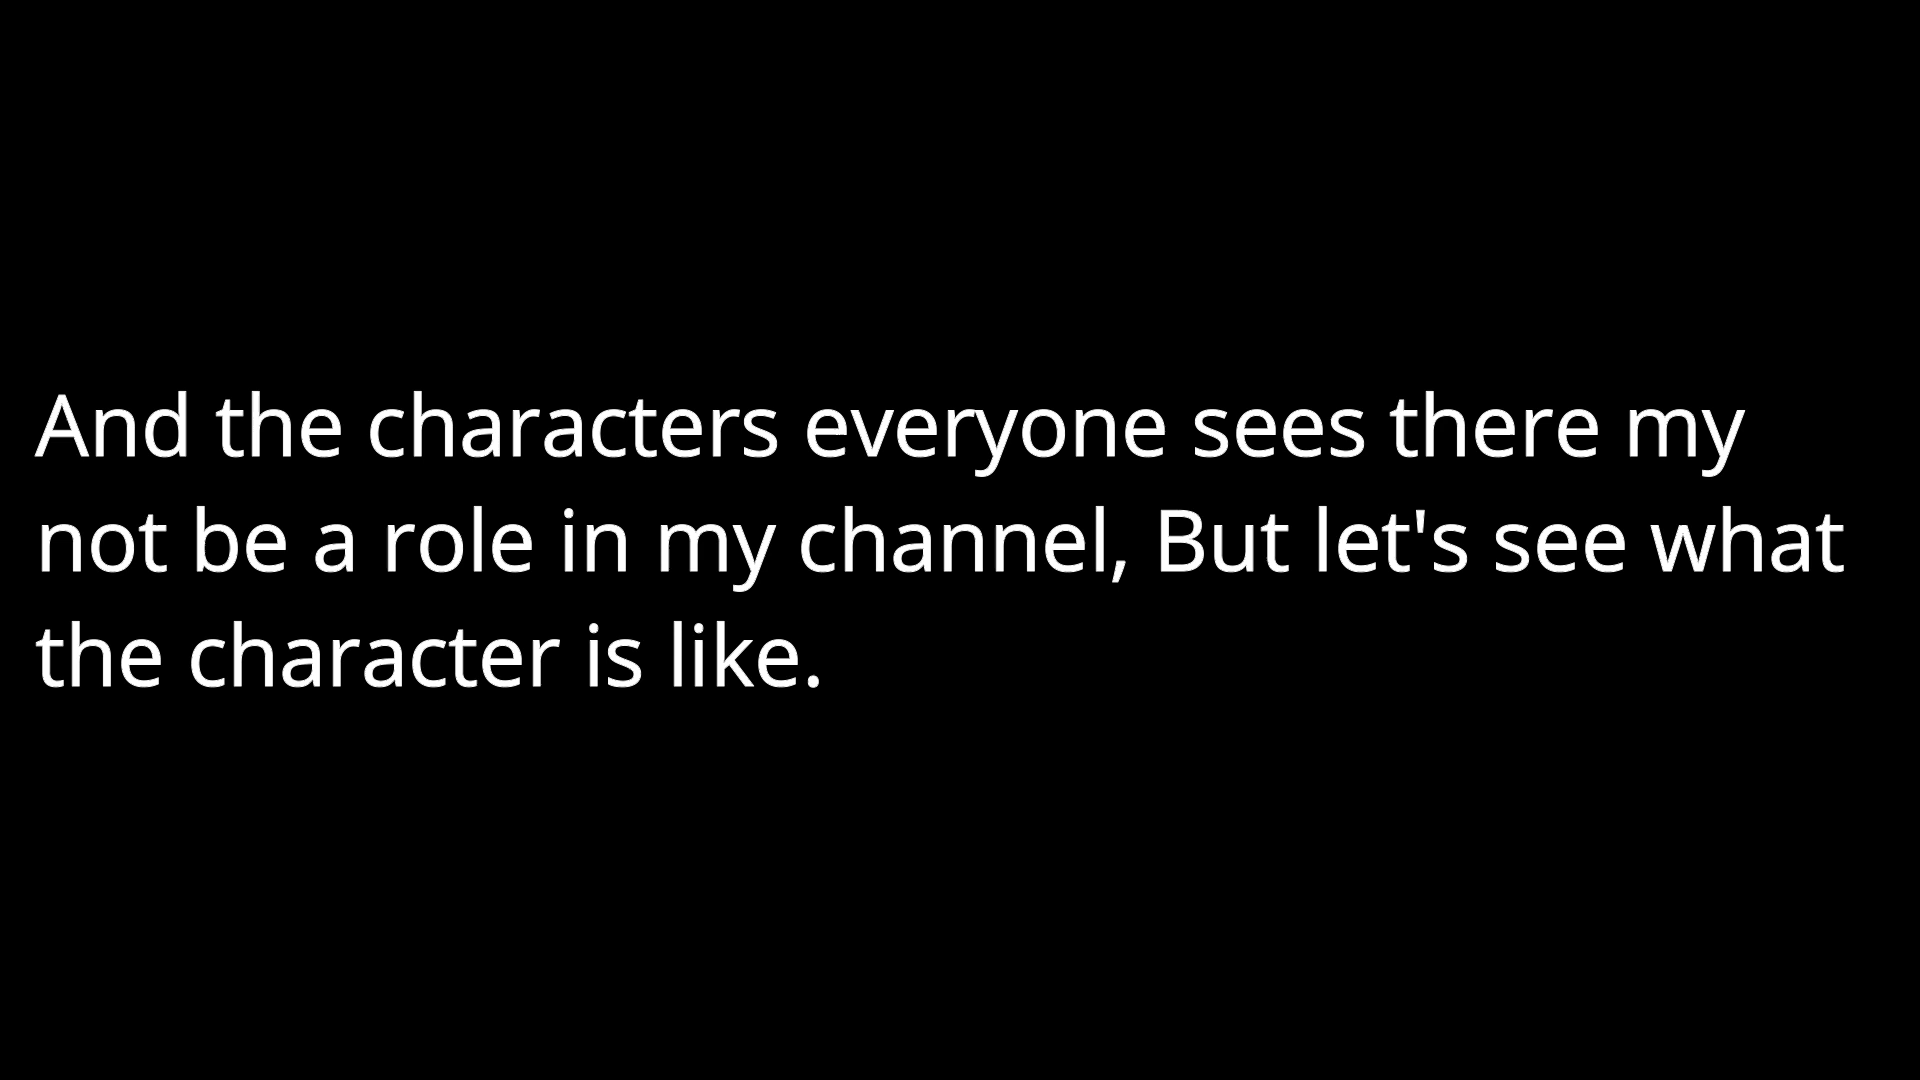 And the characters everyone sees there my
not be a role in my channel, But let's see what
the character is like.